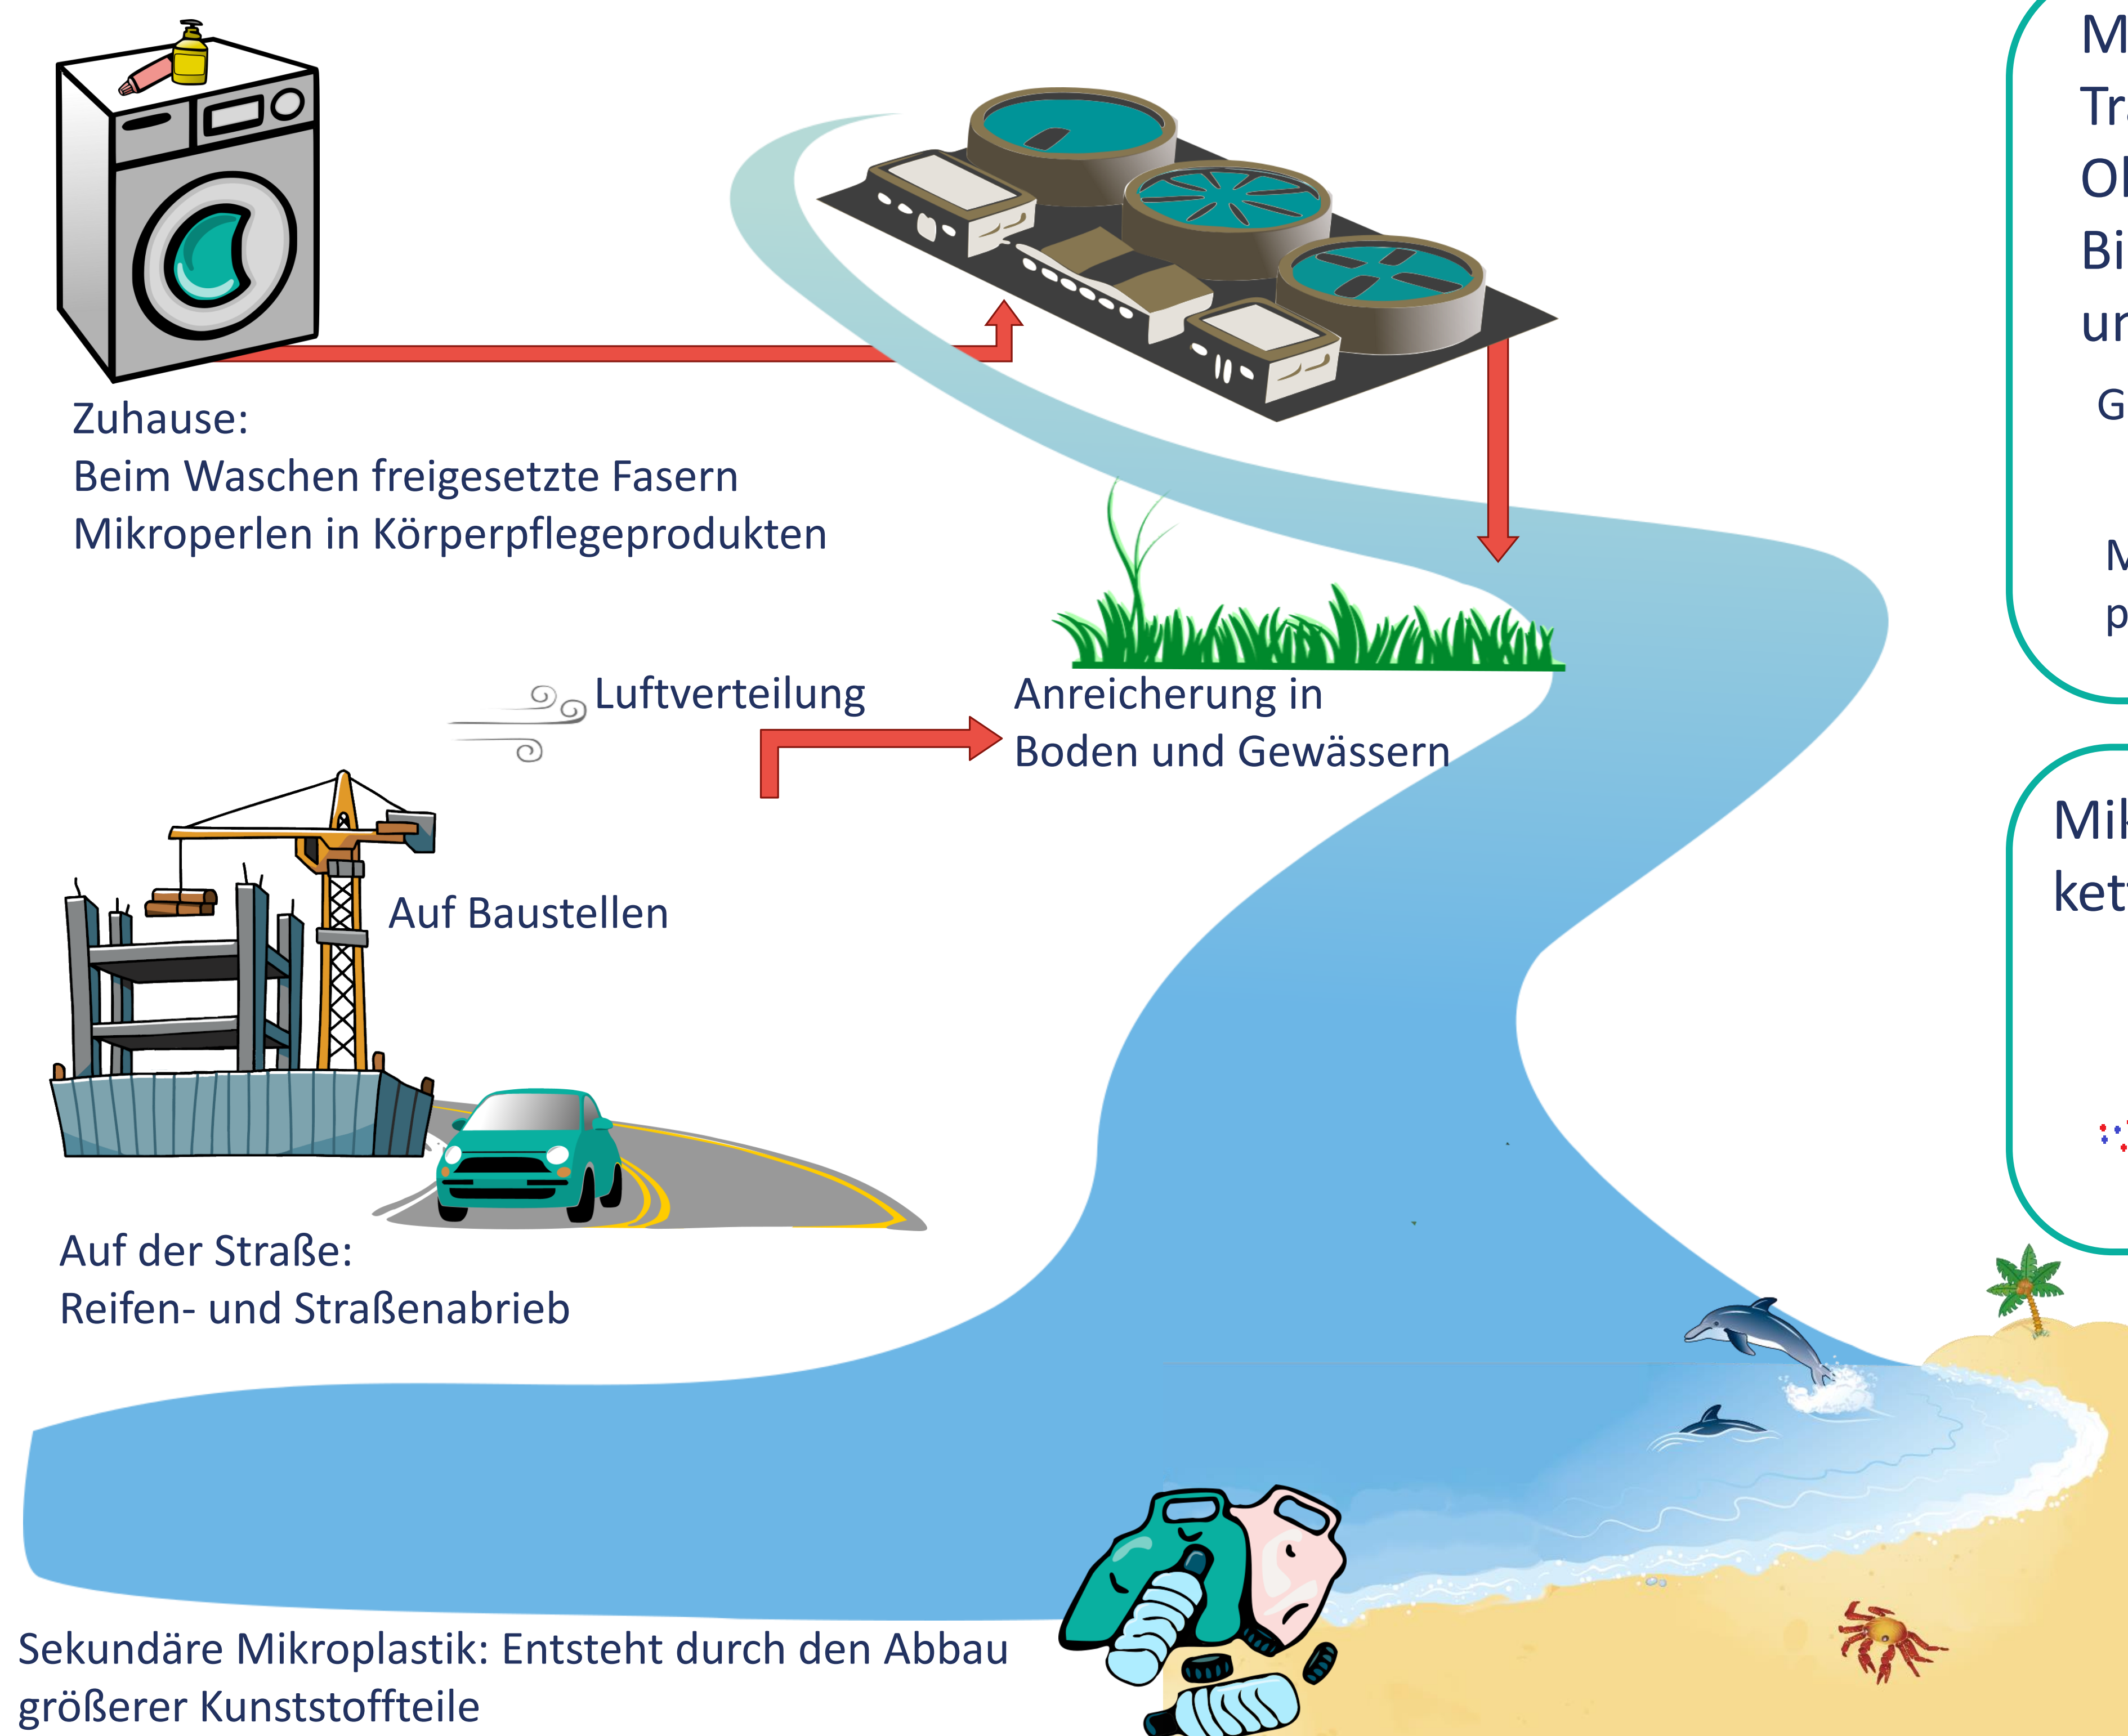 Zuhause:
Beim Waschen freigesetzte Fasern
Mikroperlen in Körperpflegeprodukten
Luftverteilung
Anreicherung in
Boden und Gewässern
Auf Baustellen
Auf der Straße:
Reifen- und Straßenabrieb
Sekundäre Mikroplastik: Entsteht durch den Abbau
größerer Kunststoffteile